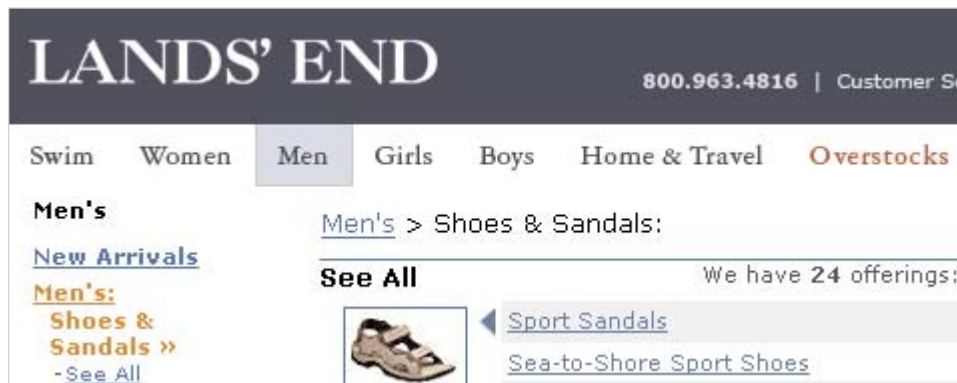 LANDS' END
800.963.4816 | Customer
Swim Women Men Girls Boys Home & Travel Overstocks
Men's
New Arrivals
Men's:
Shoes &
Sandals »
-See All
Men's > Shoes & Sandals:
See All We have 24 offerings:
Sport Sandals
Sea-to-Shore Sport Shoes